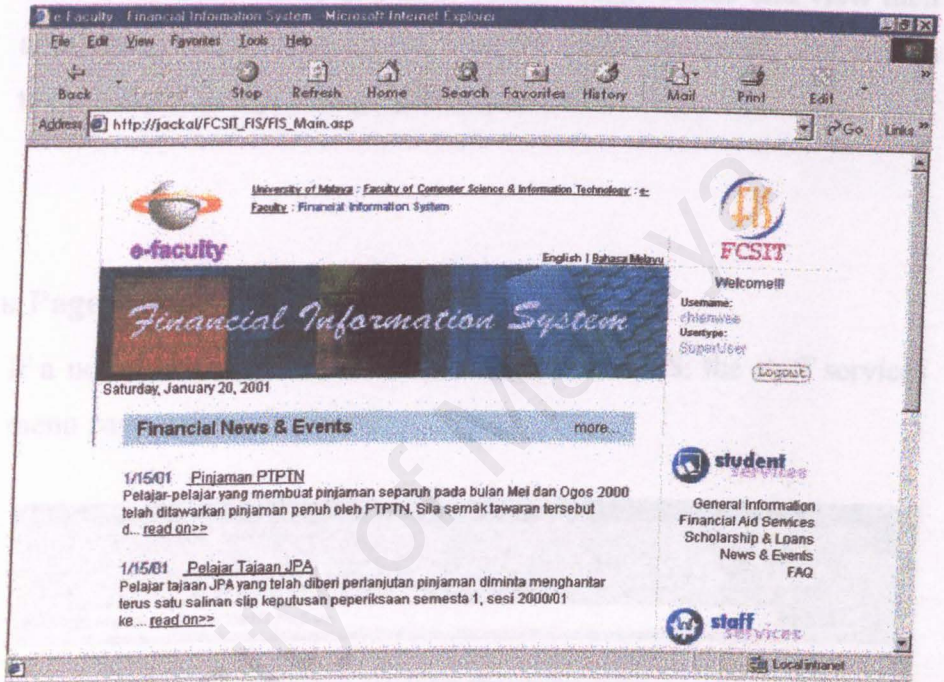 e-Faculty - Financial Information System - Microsoft Internet Explorer
File Edit View Favorites Tools Help
Back Stop Refresh Home Search Favorites History Mail Print Edit
Address http://jackal/FCSIT_FIS/FIS_Main.asp Go Links
University of Malaya : Faculty of Computer Science & Information Technology : e-
Faculty : Financial Information System
e-faculty
FIS
FCSIT
English | Bahasa Melayu
Financial Information System
Welcome!!!
Username:
chienwee
Usertype:
SuperUser
Logout
Saturday, January 20, 2001
Financial News & Events more...
1/15/01 Pinjaman PTPTN
Pelajar-pelajar yang membuat pinjaman separuh pada bulan Mei dan Ogos 2000
telah ditawarkan pinjaman penuh oleh PTPTN. Sila semak tawaran tersebut
d... read on>>
1/15/01 Pelajar Tajaan JPA
Pelajar tajaan JPA yang telah diberi perlanjutan pinjaman diminta menghantar
terus satu salinan slip keputusan peperiksaan semesta 1, sesi 2000/01
ke ... read on>>
student
services
General Information
Financial Aid Services
Scholarship & Loans
News & Events
FAQ
staff
services
Local intranet